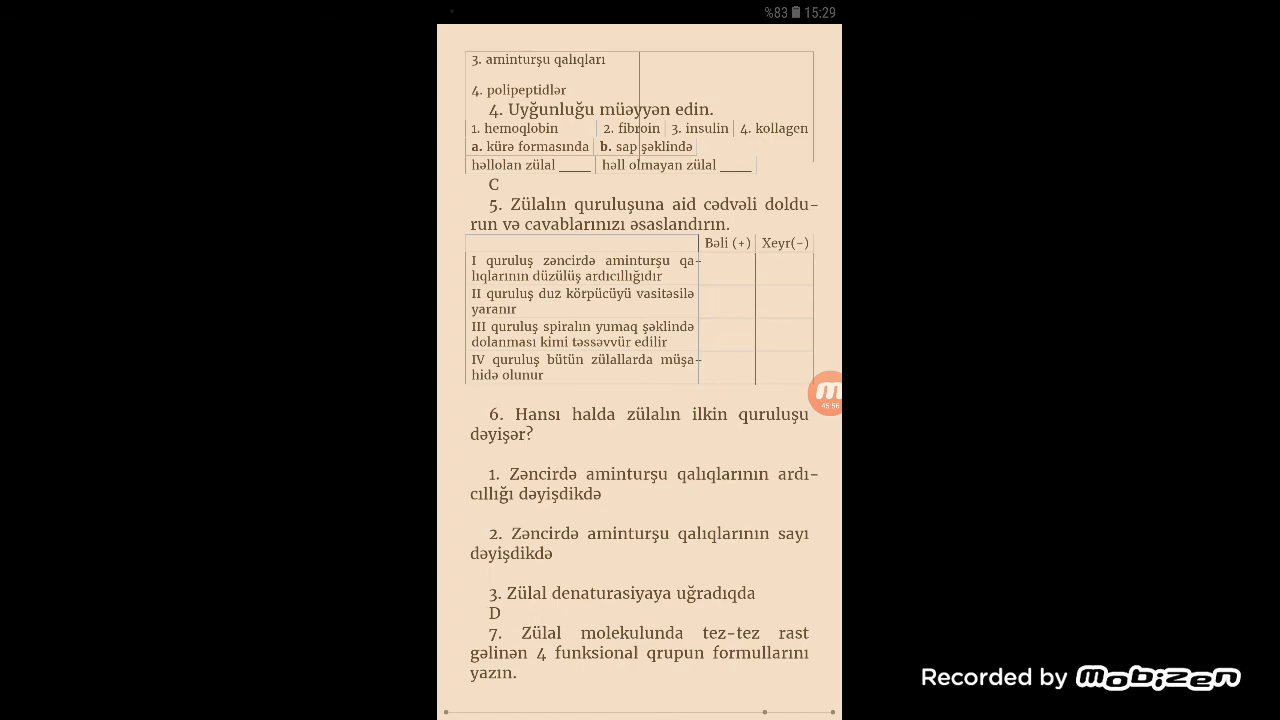 %83 15:29
3. aminturşu qalıqları
4. polipeptidlər
4. Uyğunluğu müəyyən edin.
1. hemoqlobin 2. fibroin 3. insulin 4. kollagen
a. kürə formasında b. sap şəklində
həllolan zülal ____ həll olmayan zülal ____
C
5. Zülalın quruluşuna aid cədvəli doldu-
run və cavablarınızı əsaslandırın.
Bəli (+) Xeyr(-)
I quruluş zəncirdə aminturşu qa-
lıqlarının düzülüş ardıcıllığıdır
II quruluş duz körpücüyü vasitəsilə
yaranır
III quruluş spiralın yumaq şəklində
dolanması kimi təssəvvür edilir
IV quruluş bütün zülallarda müşa-
hidə olunur
45:56
6. Hansı halda zülalın ilkin quruluşu
dəyişər?
1. Zəncirdə aminturşu qalıqlarının ardı-
cıllığı dəyişdikdə
2. Zəncirdə aminturşu qalıqlarının sayı
dəyişdikdə
3. Zülal denaturasiyaya uğradıqda
D
7. Zülal molekulunda tez-tez rast
gəlinən 4 funksional qrupun formullarını
yazın.
Recorded by mobizen